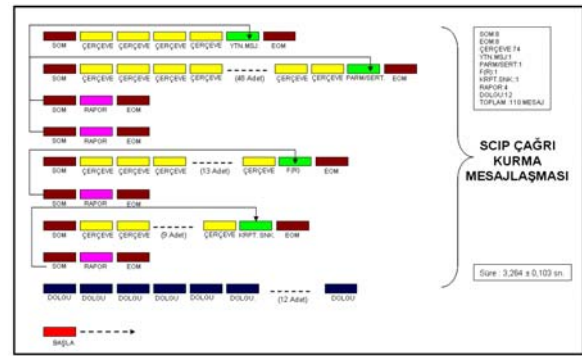 SOM ÇERÇEVE ÇERÇEVE ÇERÇEVE ÇERÇEVE YTN.MSJ. EOM
SOM ÇERÇEVE ÇERÇEVE ÇERÇEVE ÇERÇEVE (48 Adet) ÇERÇEVE ÇERÇEVE PARM/SERT. EOM
SOM RAPOR EOM
SOM RAPOR EOM
SOM ÇERÇEVE ÇERÇEVE ÇERÇEVE (13 Adet) ÇERÇEVE F(R) EOM
SOM RAPOR EOM
SOM ÇERÇEVE ÇERÇEVE (9 Adet) ÇERÇEVE KRPT.SNK. EOM
SOM RAPOR EOM
DOLGU DOLGU DOLGU DOLGU DOLGU DOLGU (12 Adet) DOLGU
BAŞLA
SOM:8
EOM:8
ÇERÇEVE:74
YTN.MSJ:1
PARM/SERT:1
F(R):1
KRPT.SNK.:1
RAPOR:4
DOLGU:12
TOPLAM :110 MESAJ
SCIP ÇAĞRI
KURMA
MESAJLAŞMASI
Süre : 3,264 ± 0,103 sn.